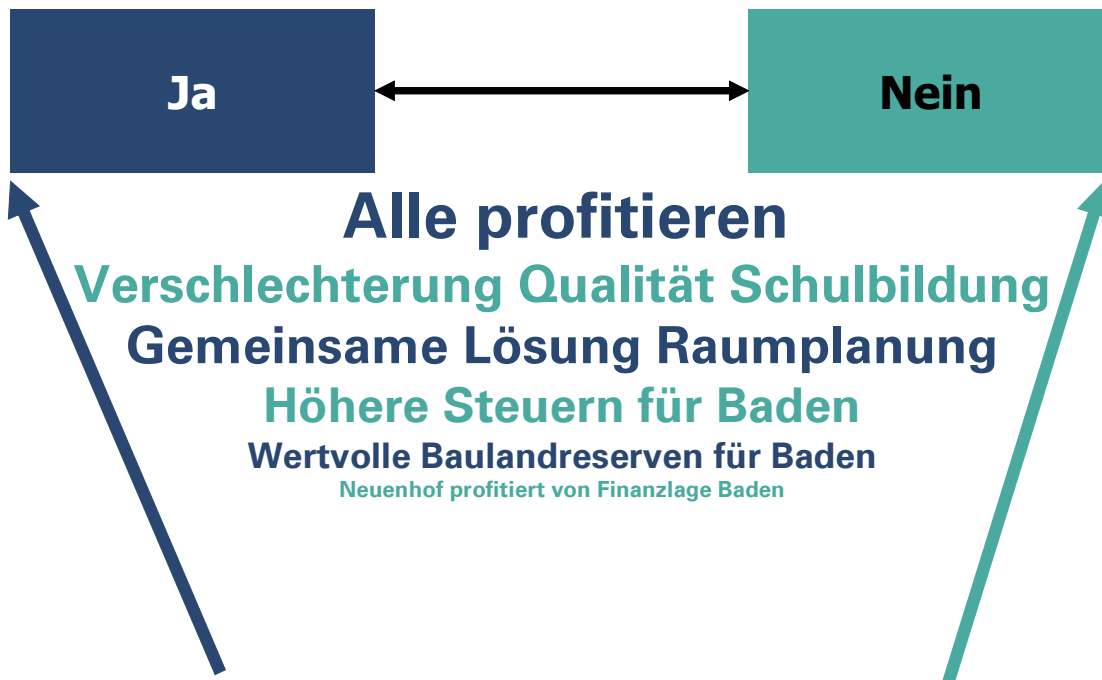 Ja
Nein
Alle profitieren
Verschlechterung Qualität Schulbildung
Gemeinsame Lösung Raumplanung
Höhere Steuern für Baden
Wertvolle Baulandreserven für Baden
Neuenhof profitiert von Finanzlage Baden